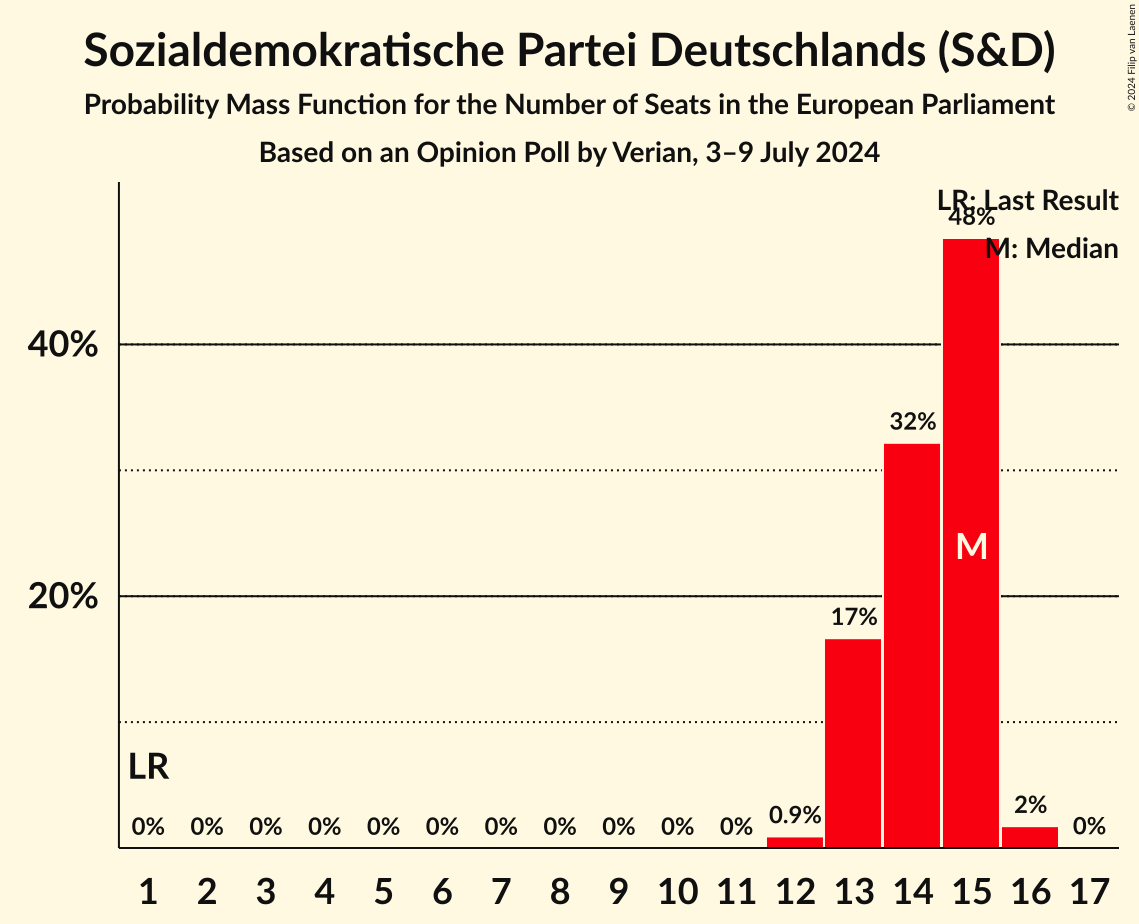 Sozialdemokratische Partei Deutschlands (S&D)
Probability Mass Function for the Number of Seats in the European Parliament
Based on an Opinion Poll by Verian, 3–9 July 2024
© 2024 Filip van Laenen
LR: Last Result
48%
M: Median
40%
32%
M
20%
17%
LR
0% 0% 0% 0% 0% 0% 0% 0% 0% 0% 0% 0.9% 2% 0%
1 2 3 4 5 6 7 8 9 10 11 12 13 14 15 16 17